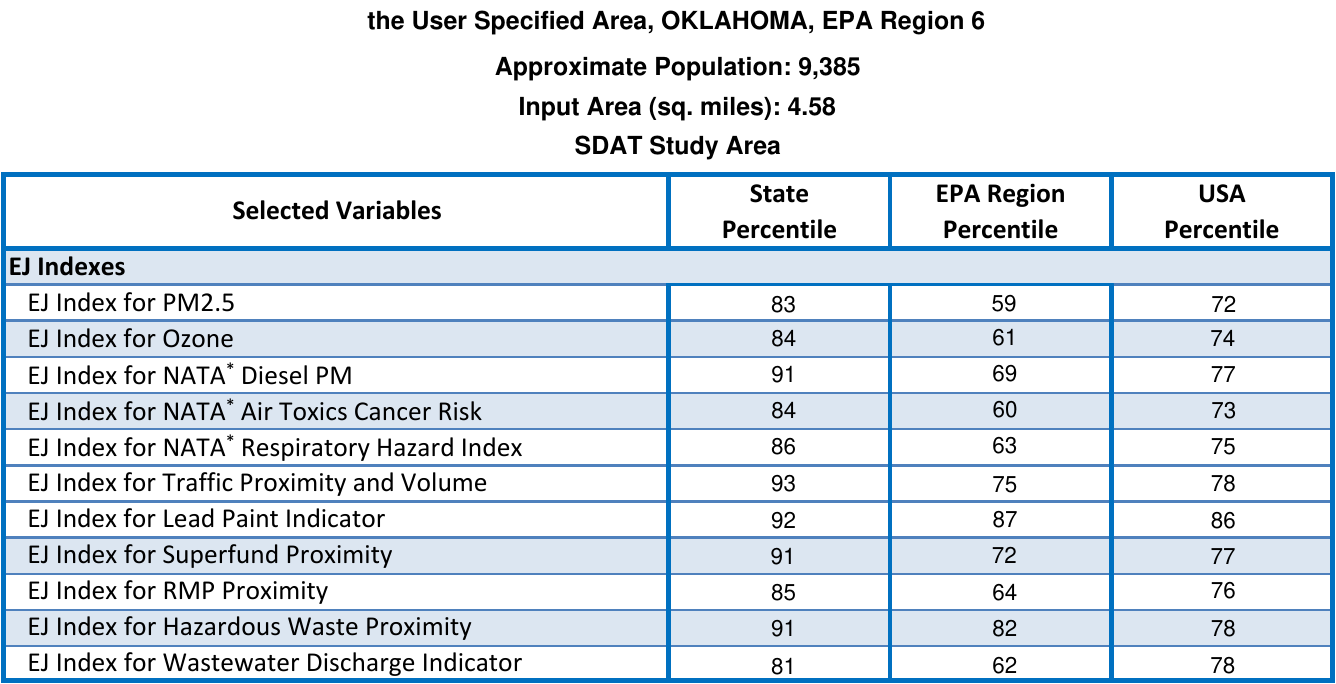 the User Specified Area, OKLAHOMA, EPA Region 6
Approximate Population: 9,385
Input Area (sq. miles): 4.58
SDAT Study Area
Selected Variables State Percentile EPA Region Percentile USA Percentile
EJ Indexes
EJ Index for PM2.5 83 59 72
EJ Index for Ozone 84 61 74
EJ Index for NATA* Diesel PM 91 69 77
EJ Index for NATA* Air Toxics Cancer Risk 84 60 73
EJ Index for NATA* Respiratory Hazard Index 86 63 75
EJ Index for Traffic Proximity and Volume 93 75 78
EJ Index for Lead Paint Indicator 92 87 86
EJ Index for Superfund Proximity 91 72 77
EJ Index for RMP Proximity 85 64 76
EJ Index for Hazardous Waste Proximity 91 82 78
EJ Index for Wastewater Discharge Indicator 81 62 78